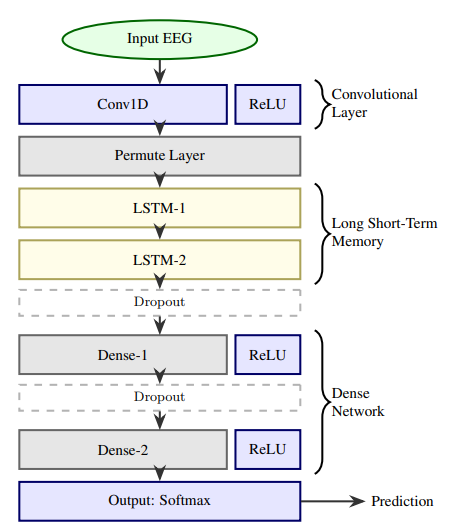 Input EEG
Conv1D
ReLU
Convolutional
Layer
Permute Layer
LSTM-1
LSTM-2
Long Short-Term
Memory
Dropout
Dense-1
ReLU
Dropout
Dense
Network
Dense-2
ReLU
Output: Softmax
Prediction